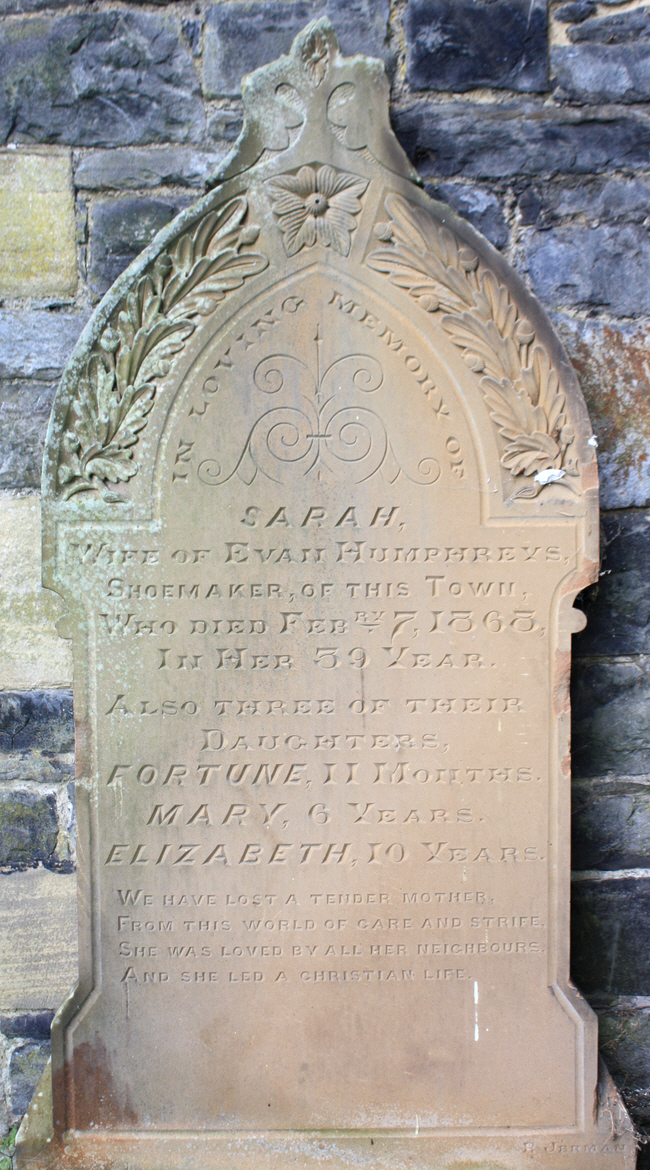 IN LOVING MEMORY OF
SARAH,
WIFE OF EVAN HUMPHREYS,
SHOEMAKER, OF THIS TOWN,
WHO DIED FEBRY 7, 1868,
IN HER 39 YEAR.
ALSO THREE OF THEIR
DAUGHTERS,
FORTUNE, 11 MONTHS.
MARY, 6 YEARS.
ELIZABETH, 10 YEARS.
WE HAVE LOST A TENDER MOTHER,
FROM THIS WORLD OF CARE AND STRIFE.
SHE WAS LOVED BY ALL HER NEIGHBOURS.
AND SHE LED A CHRISTIAN LIFE.
JERMAN